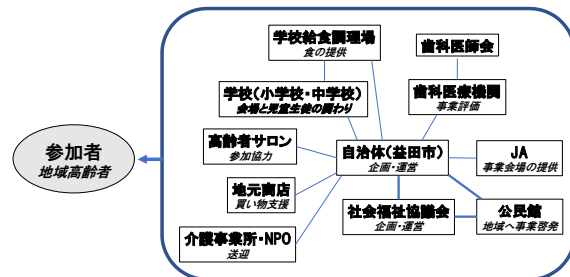 学校給食調理場
食の提供
歯科医師会
学校（小学校・中学校）
会場と児童生徒の関わり
歯科医療機関
事業評価
参加者
地域高齢者
高齢者サロン
参加協力
自治体（益田市）
企画・運営
JA
事業会場の提供
地元商店
買い物支援
社会福祉協議会
企画・運営
公民館
地域へ事業啓発
介護事業所・NPO
送迎